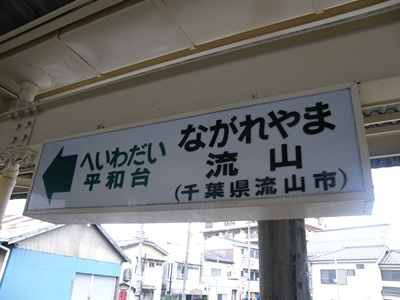 へいわだい
平和台
ながれやま
流山
(千葉県流山市)